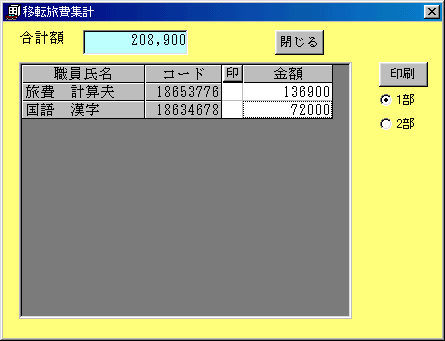 移転旅費集計
合計額 208,900 閉じる
職員氏名 コード 印 金額
旅費 計算夫 18653776 136900
国語 漢字 18634678 72000
印刷
1部
2部